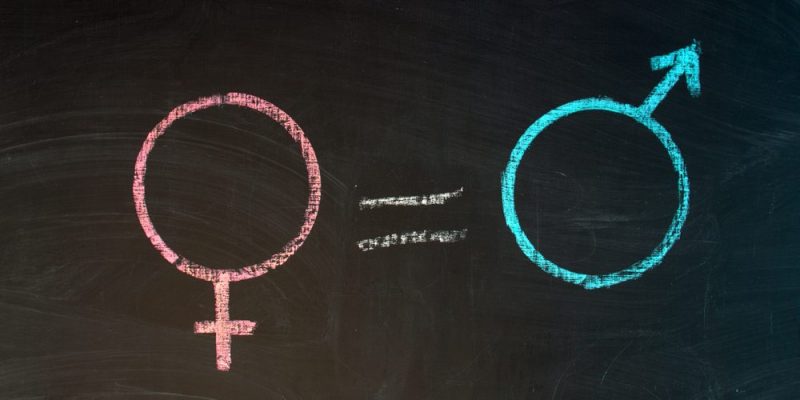 ♀ = ♂